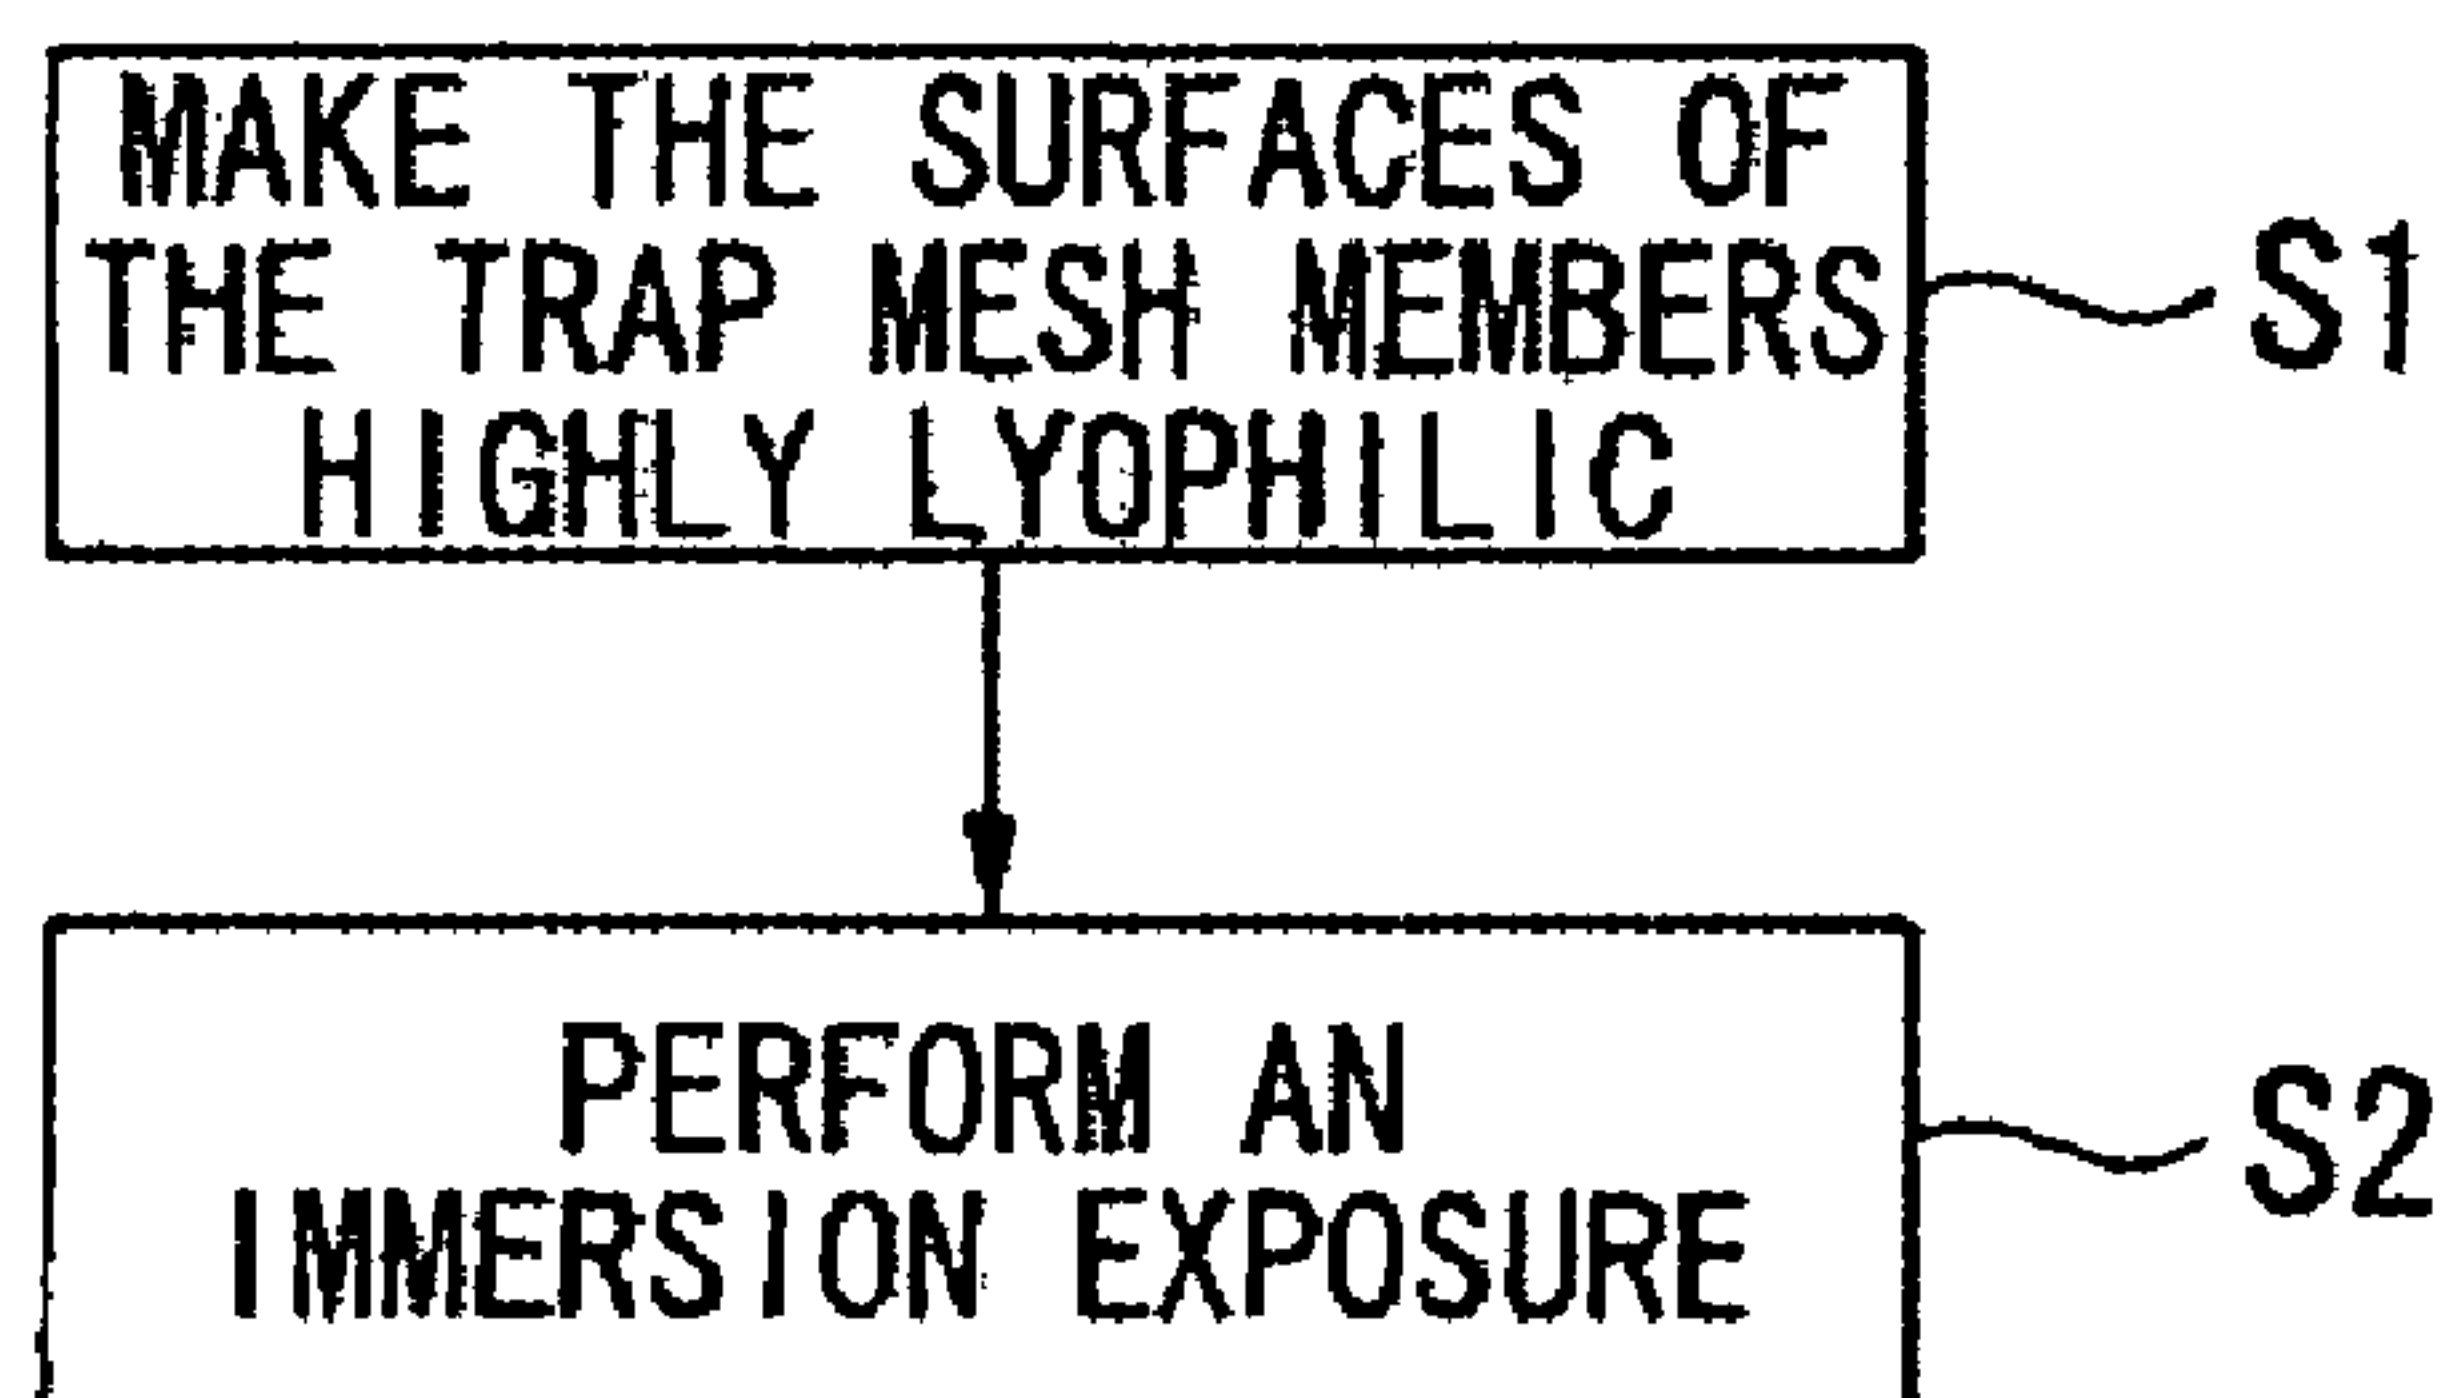 MAKE THE SURFACES OF
THE TRAP MESH MEMBERS
HIGHLY LYOPHILIC
S1
PERFORM AN
IMMERSION EXPOSURE
S2